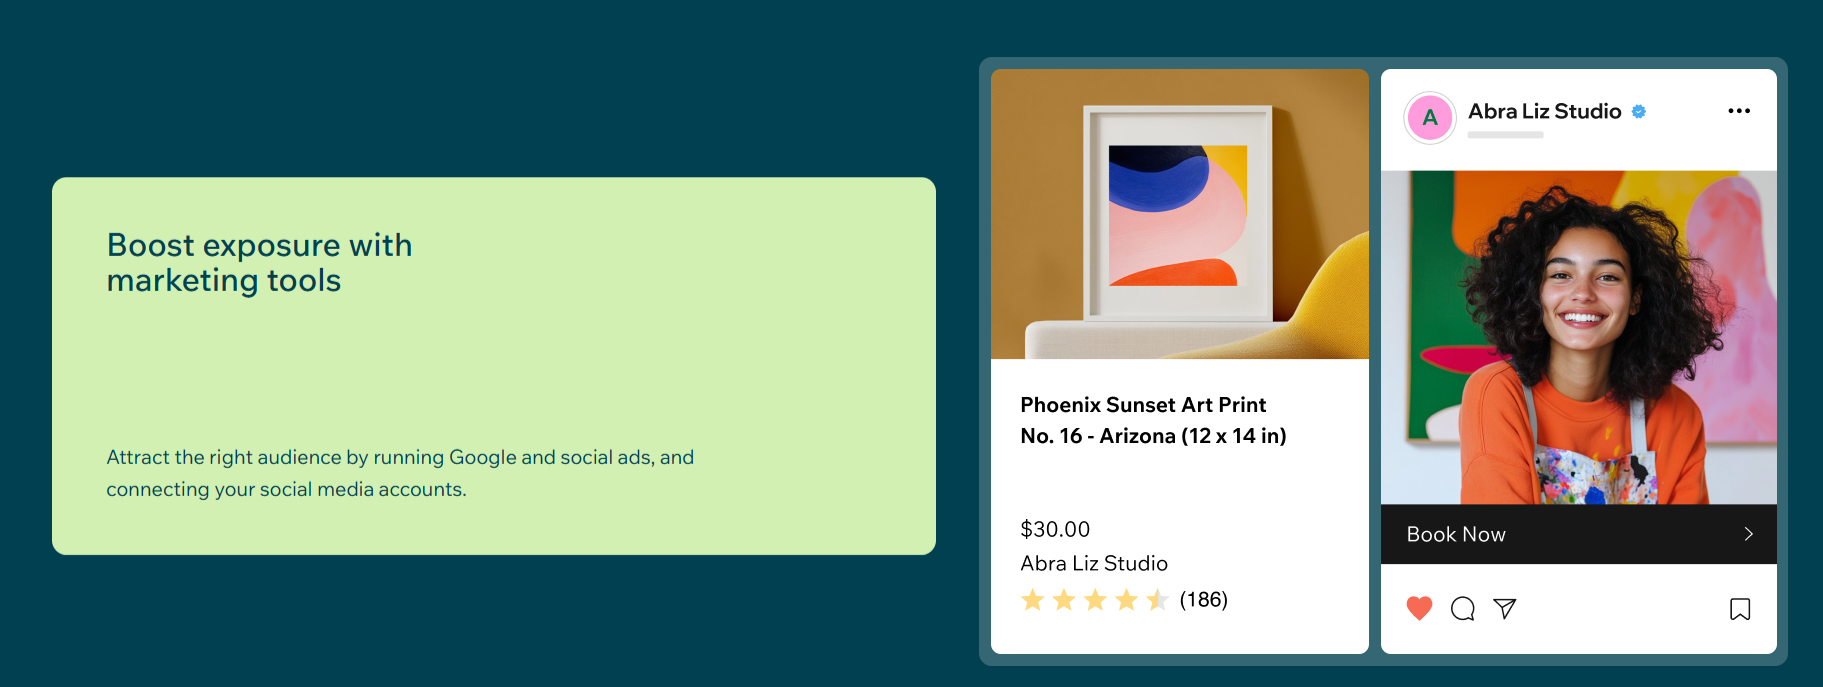 Boost exposure with
marketing tools
Attract the right audience by running Google and social ads, and
connecting your social media accounts.
Phoenix Sunset Art Print
No. 16 - Arizona (12 x 14 in)
$30.00
Abra Liz Studio
(186)
A
Abra Liz Studio
Book Now